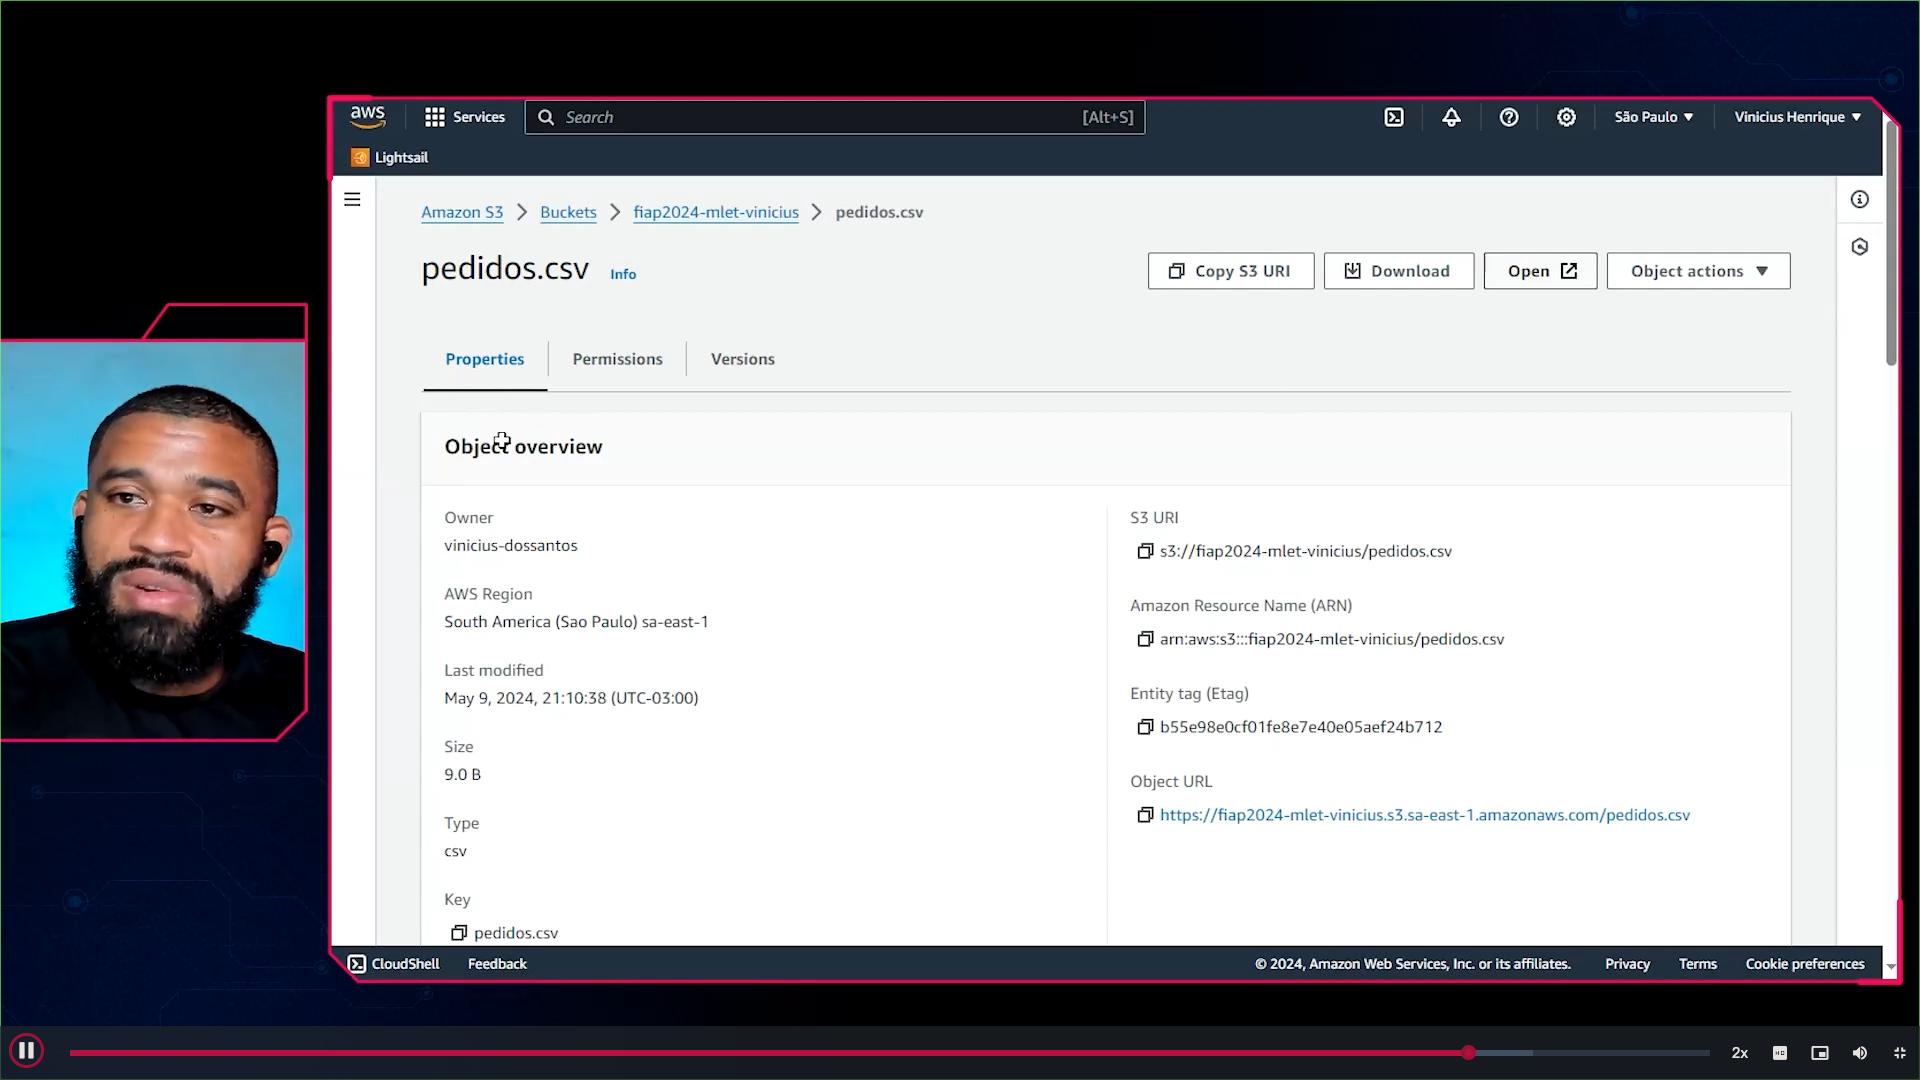 aws
Services
Search
[Alt+S]
São Paulo
Vinicius Henrique
Lightsail
Amazon S3
Buckets
fiap2024-mlet-vinicius
pedidos.csv
pedidos.csv
Info
Copy S3 URI
Download
Open
Object actions
Properties
Permissions
Versions
Object overview
Owner
vinicius-dossantos
AWS Region
South America (Sao Paulo) sa-east-1
Last modified
May 9, 2024, 21:10:38 (UTC-03:00)
Size
9.0 B
Type
csv
Key
pedidos.csv
S3 URI
s3://fiap2024-mlet-vinicius/pedidos.csv
Amazon Resource Name (ARN)
arn:aws:s3:::fiap2024-mlet-vinicius/pedidos.csv
Entity tag (Etag)
b55e98e0cf01fe8e7e40e05aef24b712
Object URL
https://fiap2024-mlet-vinicius.s3.sa-east-1.amazonaws.com/pedidos.csv
CloudShell
Feedback
© 2024, Amazon Web Services, Inc. or its affiliates.
Privacy
Terms
Cookie preferences
2x
HD